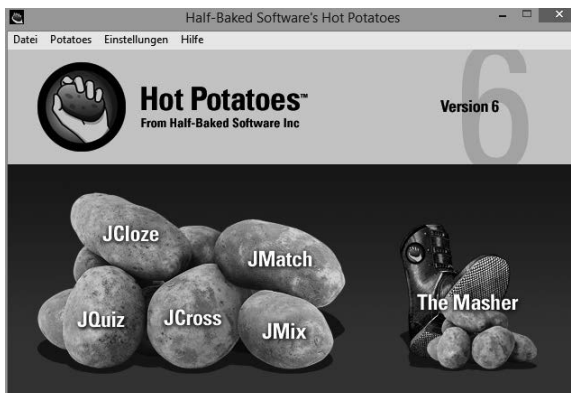 Half-Baked Software's Hot Potatoes
Datei Potatoes Einstellungen Hilfe
Hot Potatoes™
From Half-Baked Software Inc
Version 6
6
JCloze
JMatch
JQuiz
JCross
JMix
The Masher